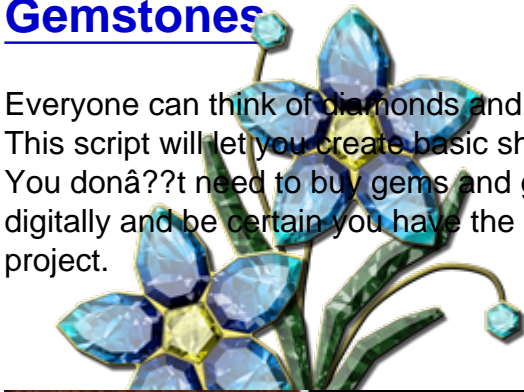 Gemstones
Everyone can think of diamonds and
This script will let you create basic sh
You donâ??t need to buy gems and g
digitally and be certain you have the
project.